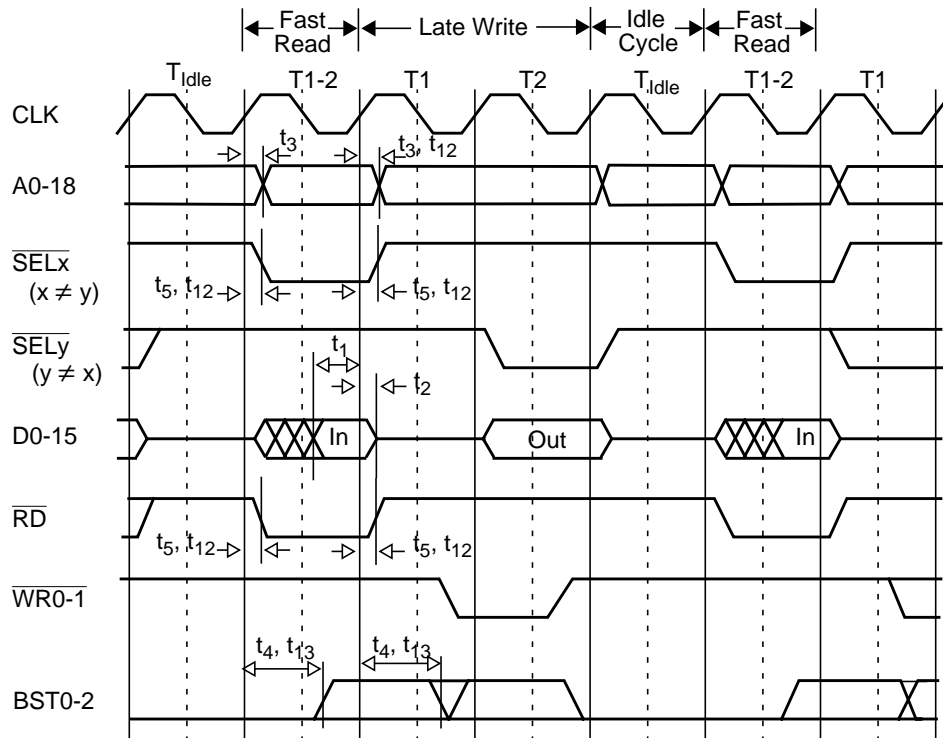 Fast Read
Late Write
Idle Cycle
Fast Read
TIdle
T1-2
T1
T2
TIdle
T1-2
T1
CLK
t3
t3, t12
A0-18
SELx
(x ≠ y)
t5, t12
t5, t12
SELy
(y ≠ x)
t1
t2
D0-15
In
Out
In
RD
t5, t12
t5, t12
WR0-1
t4, t13
t4, t13
BST0-2